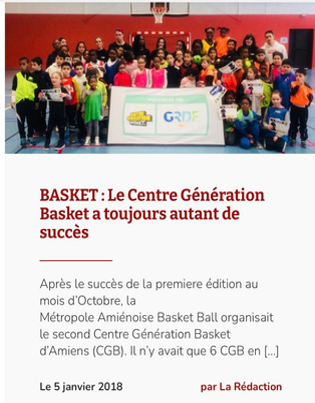 GRDF
BASKET : Le Centre Génération
Basket a toujours autant de
succès
Après le succès de la premiere édition au
mois d'Octobre, la
Métropole Amiénoise Basket Ball organisait
le second Centre Génération Basket
d'Amiens (CGB). Il n'y avait que 6 CGB en [...]
Le 5 janvier 2018 par La Rédaction